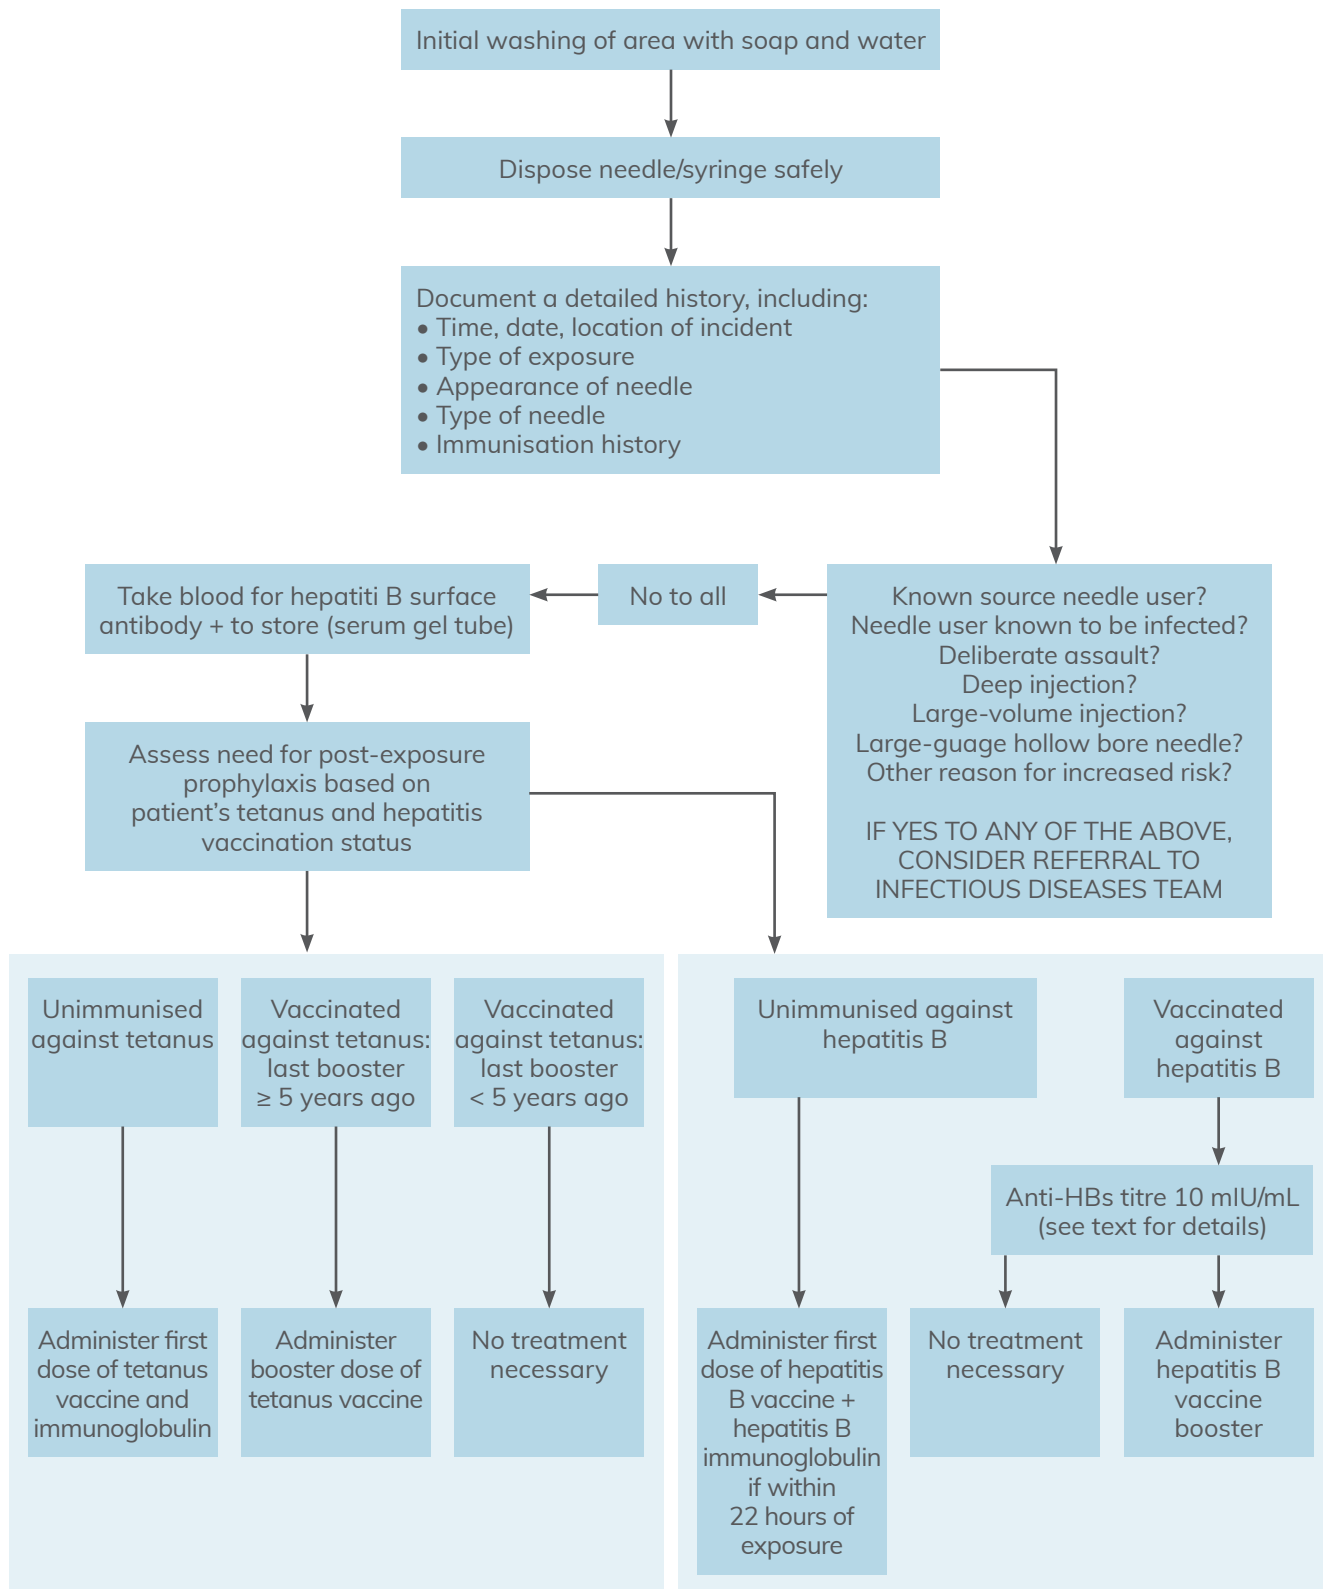 Initial washing of area with soap and water
Dispose needle/syringe safely
Document a detailed history, including:
• Time, date, location of incident
• Type of exposure
• Appearance of needle
• Type of needle
• Immunisation history
Known source needle user?
Needle user known to be infected?
Deliberate assault?
Deep injection?
Large-volume injection?
Large-guage hollow bore needle?
Other reason for increased risk?
IF YES TO ANY OF THE ABOVE,
CONSIDER REFERRAL TO
INFECTIOUS DISEASES TEAM
No to all
Take blood for hepatiti B surface
antibody + to store (serum gel tube)
Assess need for post-exposure
prophylaxis based on
patient’s tetanus and hepatitis
vaccination status
Unimmunised
against tetanus
Vaccinated
against tetanus:
last booster
≥ 5 years ago
Vaccinated
against tetanus:
last booster
< 5 years ago
Administer first
dose of tetanus
vaccine and
immunoglobulin
Administer
booster dose of
tetanus vaccine
No treatment
necessary
Unimmunised against
hepatitis B
Vaccinated
against
hepatitis B
Anti-HBs titre 10 mIU/mL
(see text for details)
Administer first
dose of hepatitis
B vaccine +
hepatitis B
immunoglobulin
if within
22 hours of
exposure
No treatment
necessary
Administer
hepatitis B
vaccine
booster